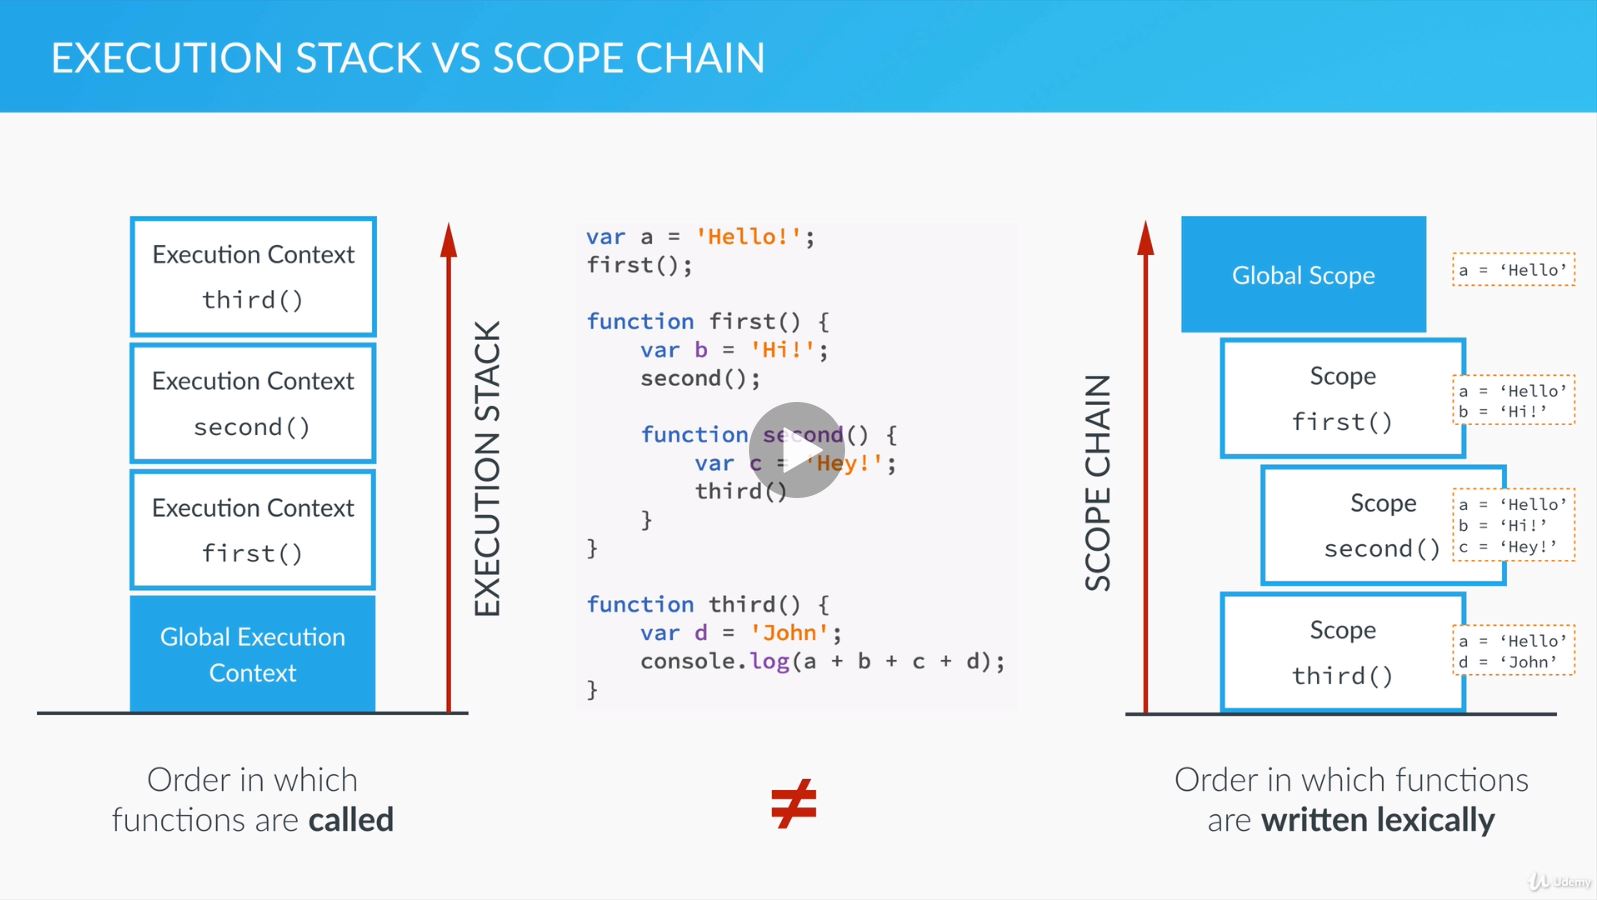 EXECUTION STACK VS SCOPE CHAIN
Execution Context
third()
Execution Context
second()
Execution Context
first()
Global Execution
Context
EXECUTION STACK
Order in which
functions are called
var a = 'Hello!';
first();
function first() {
var b = 'Hi!';
second();
function second() {
var c = 'Hey!';
third()
}
}
function third() {
var d = 'John';
console.log(a + b + c + d);
}
≠
SCOPE CHAIN
Global Scope
a = ‘Hello’
Scope
first()
a = ‘Hello’
b = ‘Hi!’
Scope
second()
a = ‘Hello’
b = ‘Hi!’
c = ‘Hey!’
Scope
third()
a = ‘Hello’
d = ‘John’
Order in which functions
are written lexically
Udemy